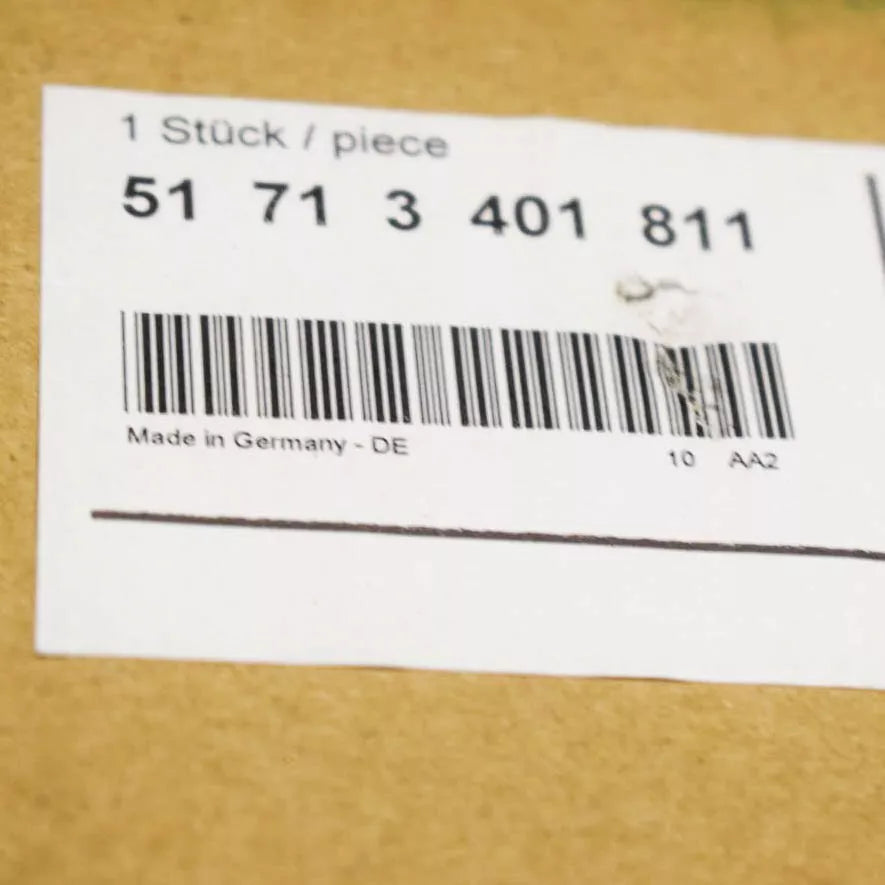 1 Stück / piece
51 71 3 401 811
Made in Germany - DE
10 AA2